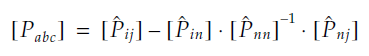 [P_abc] = [P̂_ij] − [P̂_in] · [P̂_nn]^−1 · [P̂_nj]